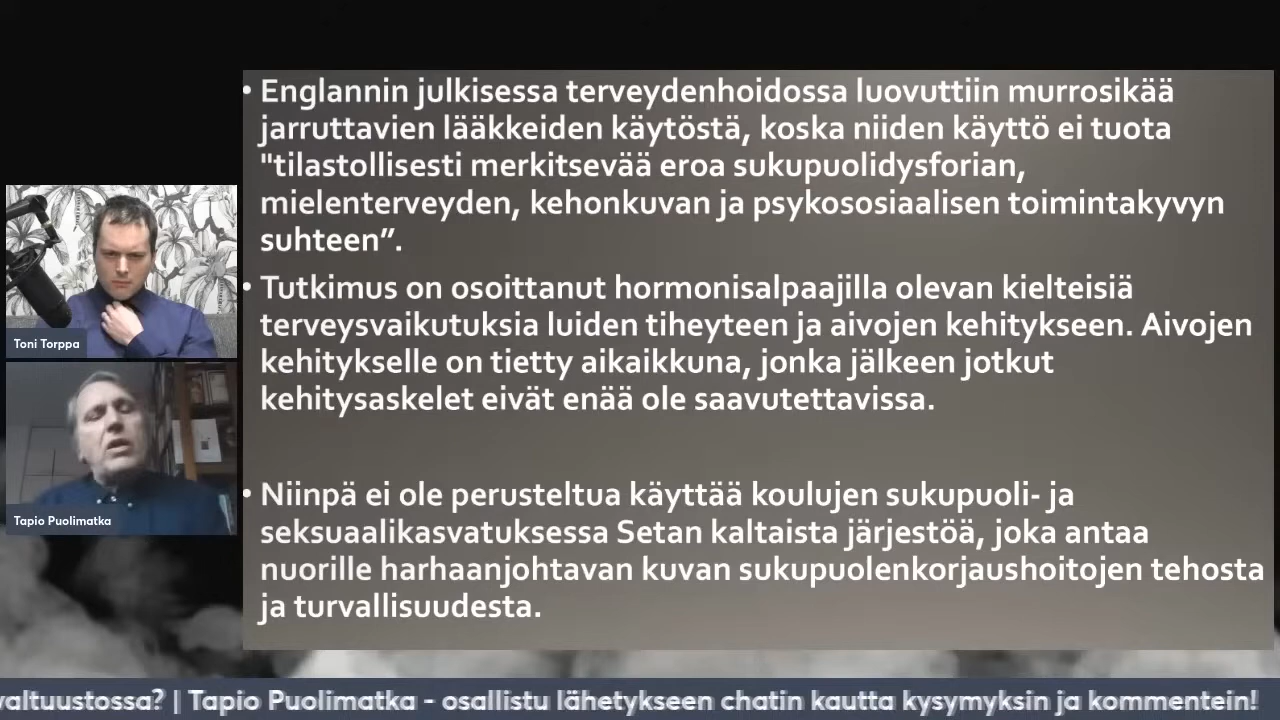 • Englannin julkisessa terveydenhoidossa luovuttiin murrosikää
jarruttavien lääkkeiden käytöstä, koska niiden käyttö ei tuota
"tilastollisesti merkitsevää eroa sukupuolidysforian,
mielenterveyden, kehonkuvan ja psykososiaalisen toimintakyvyn
suhteen”.
• Tutkimus on osoittanut hormonisalpaajilla olevan kielteisiä
terveysvaikutuksia luiden tiheyteen ja aivojen kehitykseen. Aivojen
kehitykselle on tietty aikaikkuna, jonka jälkeen jotkut
kehitysaskelet eivät enää ole saavutettavissa.
• Niinpä ei ole perusteltua käyttää koulujen sukupuoli- ja
seksuaalikasvatuksessa Setan kaltaista järjestöä, joka antaa
nuorille harhaanjohtavan kuvan sukupuolenkorjaushoitojen tehosta
ja turvallisuudesta.
Toni Torppa
Tapio Puolimatka
valtuustossa? | Tapio Puolimatka - osallistu lähetykseen chatin kautta kysymyksin ja kommentein!